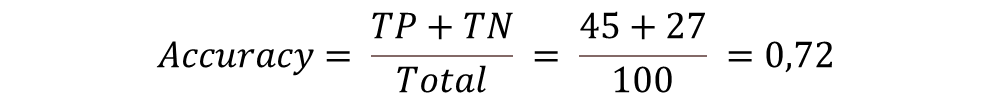 Accuracy = TP + TN / Total = 45 + 27 / 100 = 0,72